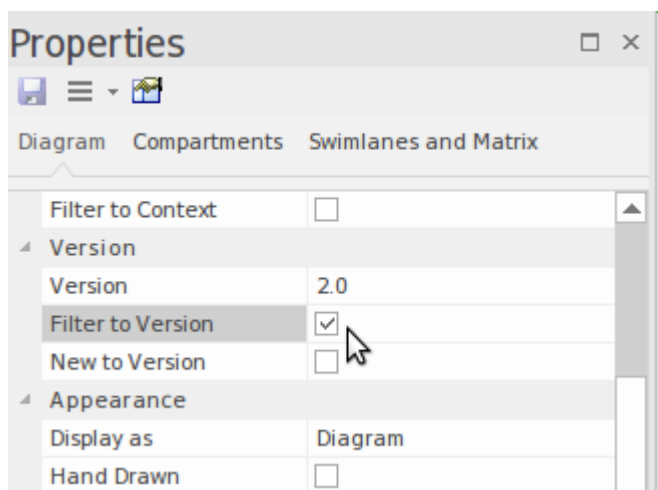 Properties
Diagram Compartments Swimlanes and Matrix
Filter to Context
Version
Version 2.0
Filter to Version
New to Version
Appearance
Display as Diagram
Hand Drawn